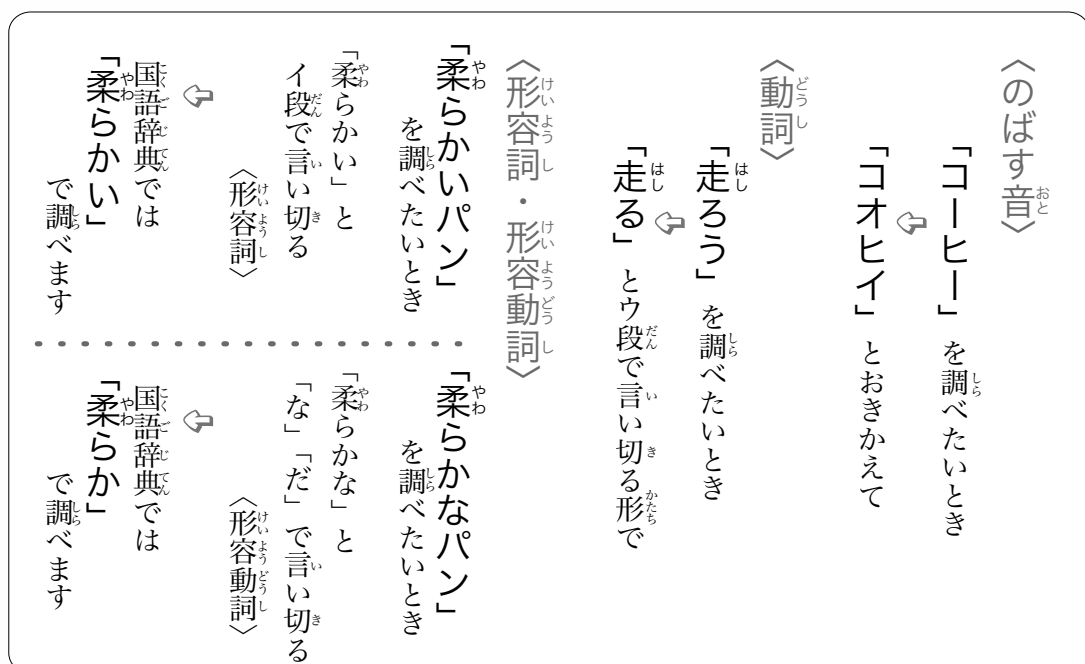 〈のばす音〉
「コーヒー」を調べたいとき
「コオヒイ」とおきかえて
〈動詞〉
「走ろう」を調べたいとき
「走る」とウ段で言い切る形で
〈形容詞・形容動詞〉
「柔らかいパン」
を調べたいとき
「柔らかい」と
イ段で言い切る
〈形容詞〉
国語辞典では
「柔らかい」
で調べます
「柔らかなパン」
を調べたいとき
「柔らかな」と
「な」「だ」で言い切る
〈形容動詞〉
国語辞典では
「柔らか」
で調べます